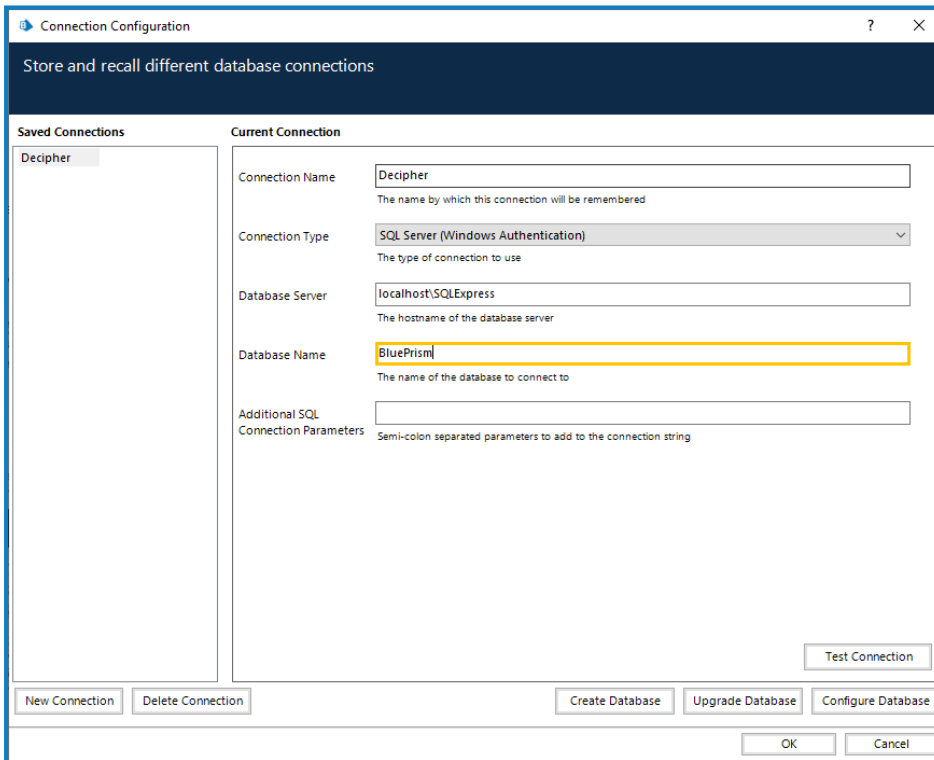 Connection Configuration
?
Store and recall different database connections
Saved Connections
Decipher
Current Connection
Connection Name
Decipher
The name by which this connection will be remembered
Connection Type
SQL Server (Windows Authentication)
The type of connection to use
Database Server
localhost\SQLExpress
The hostname of the database server
Database Name
BluePrism
The name of the database to connect to
Additional SQL
Connection Parameters
Semi-colon separated parameters to add to the connection string
Test Connection
New Connection
Delete Connection
Create Database
Upgrade Database
Configure Database
OK
Cancel